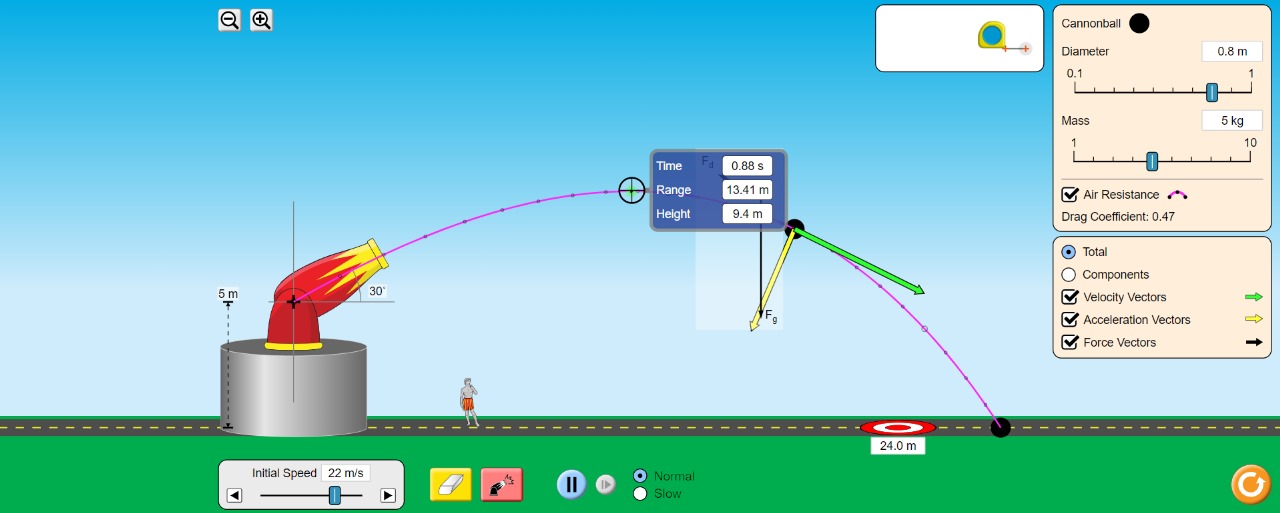 Cannonball
Diameter 0.8 m
0.1 1
Mass 5 kg
1 10
Air Resistance
Drag Coefficient: 0.47
Total
Components
Velocity Vectors
Acceleration Vectors
Force Vectors
Time F_d 0.88 s
Range 13.41 m
Height 9.4 m
F_g
30°
5 m
24.0 m
Initial Speed 22 m/s
Normal
Slow